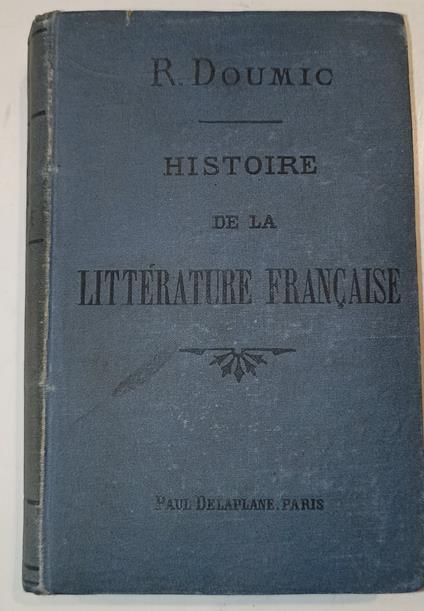 R. DOUMIC
HISTOIRE
DE LA
LITTÉRATURE FRANÇAISE
PAUL DELAPLANE. PARIS